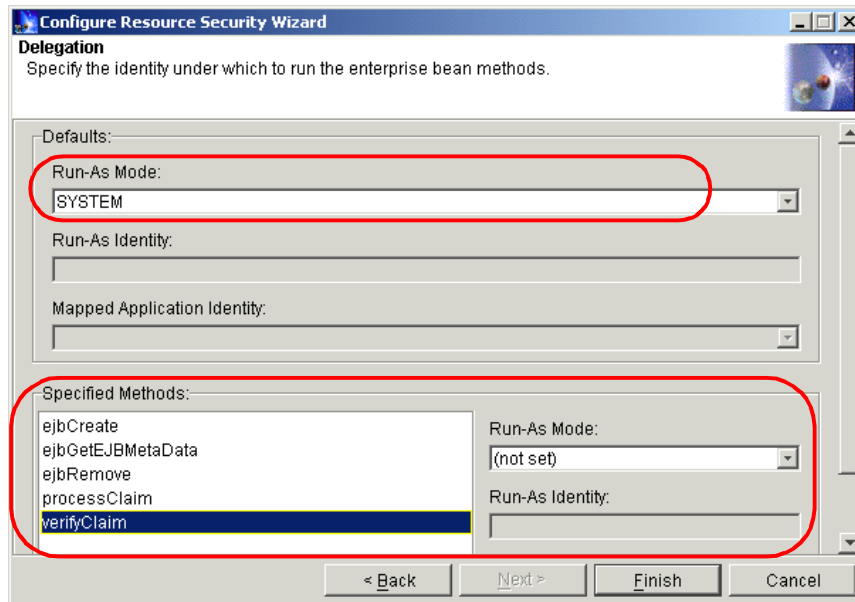 Configure Resource Security Wizard
Delegation
Specify the identity under which to run the enterprise bean methods.
Defaults:
Run-As Mode:
SYSTEM
Run-As Identity:
Mapped Application Identity:
Specified Methods:
ejbCreate
ejbGetEJBMetaData
ejbRemove
processClaim
verifyClaim
Run-As Mode:
(not set)
Run-As Identity:
< Back
Next >
Finish
Cancel